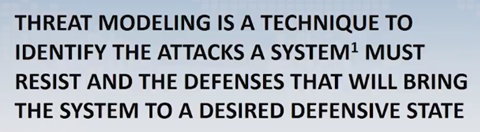 THREAT MODELING IS A TECHNIQUE TO
IDENTIFY THE ATTACKS A SYSTEM¹ MUST
RESIST AND THE DEFENSES THAT WILL BRING
THE SYSTEM TO A DESIRED DEFENSIVE STATE